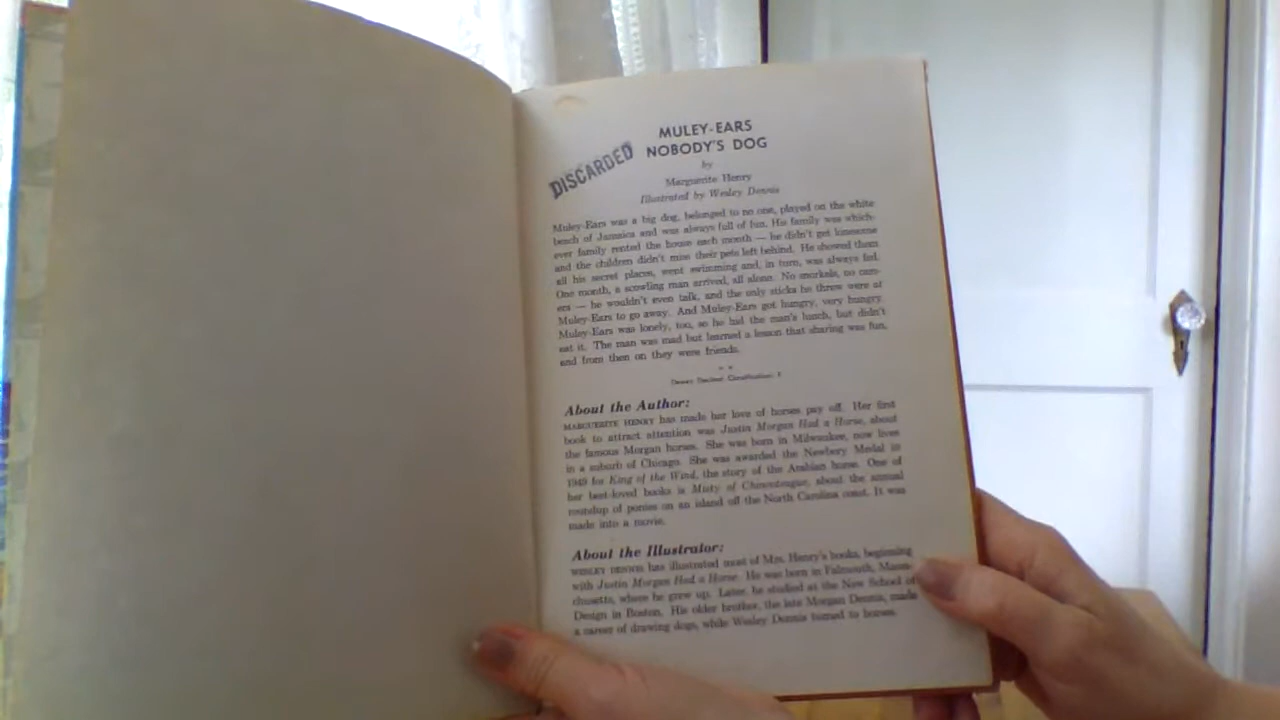 DISCARDED
MULEY-EARS
NOBODY'S DOG
by
Marguerite Henry
Illustrated by Wesley Dennis
Muley-Ears was a big dog, belonged to no one, played on the white
beach of Jamaica and was always full of fun. His family was which-
ever family rented the house each month — he didn't get lonesome
and the children didn't miss their pets left behind. He showed them
all his secret places, went swimming and, in turn, was always fed.
One month, a scowling man arrived, all alone. No snorkels, no cam-
eras — he wouldn't even talk, and the only sticks he threw were at
Muley-Ears to go away. And Muley-Ears got hungry, very hungry.
Muley-Ears was lonely, too, so he hid the man's lunch, but didn't
eat it. The man was mad but learned a lesson that sharing was fun,
and from then on they were friends.
* *
Dewey Decimal Classification: F
About the Author:
MARGUERITE HENRY has made her love of horses pay off. Her first
book to attract attention was Justin Morgan Had a Horse, about
the famous Morgan horses. She was born in Milwaukee, now lives
in a suburb of Chicago. She was awarded the Newbery Medal in
1949 for King of the Wind, the story of the Arabian horse. One of
her best-loved books is Misty of Chincoteague, about the annual
roundup of ponies on an island off the North Carolina coast. It was
made into a movie.
About the Illustrator:
WESLEY DENNIS has illustrated most of Mrs. Henry's books, beginning
with Justin Morgan Had a Horse. He was born in Falmouth, Massa-
chusetts, where he grew up. Later, he studied at the New School of
Design in Boston. His older brother, the late Morgan Dennis, made
a career of drawing dogs, while Wesley Dennis turned to horses.